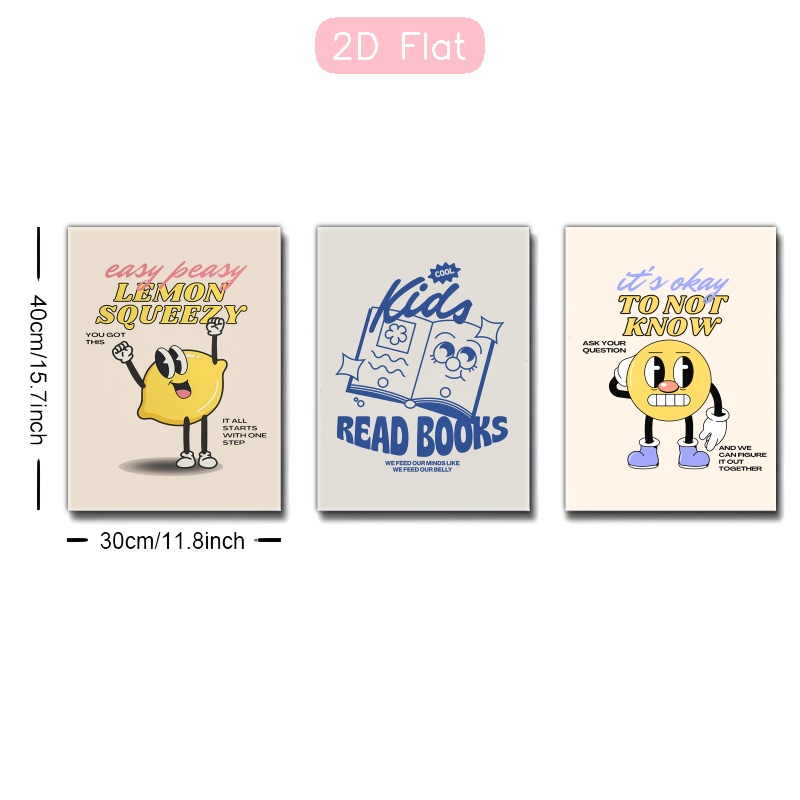 2D Flat
40cm/15.7inch
30cm/11.8inch
easy peasy
LEMON
SQUEEZY
YOU GOT
THIS
IT ALL
STARTS
WITH ONE
STEP
COOL
Kids
READ BOOKS
WE FEED OUR MINDS LIKE
WE FEED OUR BELLY
it's okay
TO NOT
KNOW
ASK YOUR
QUESTION
AND WE
CAN FIGURE
IT OUT
TOGETHER